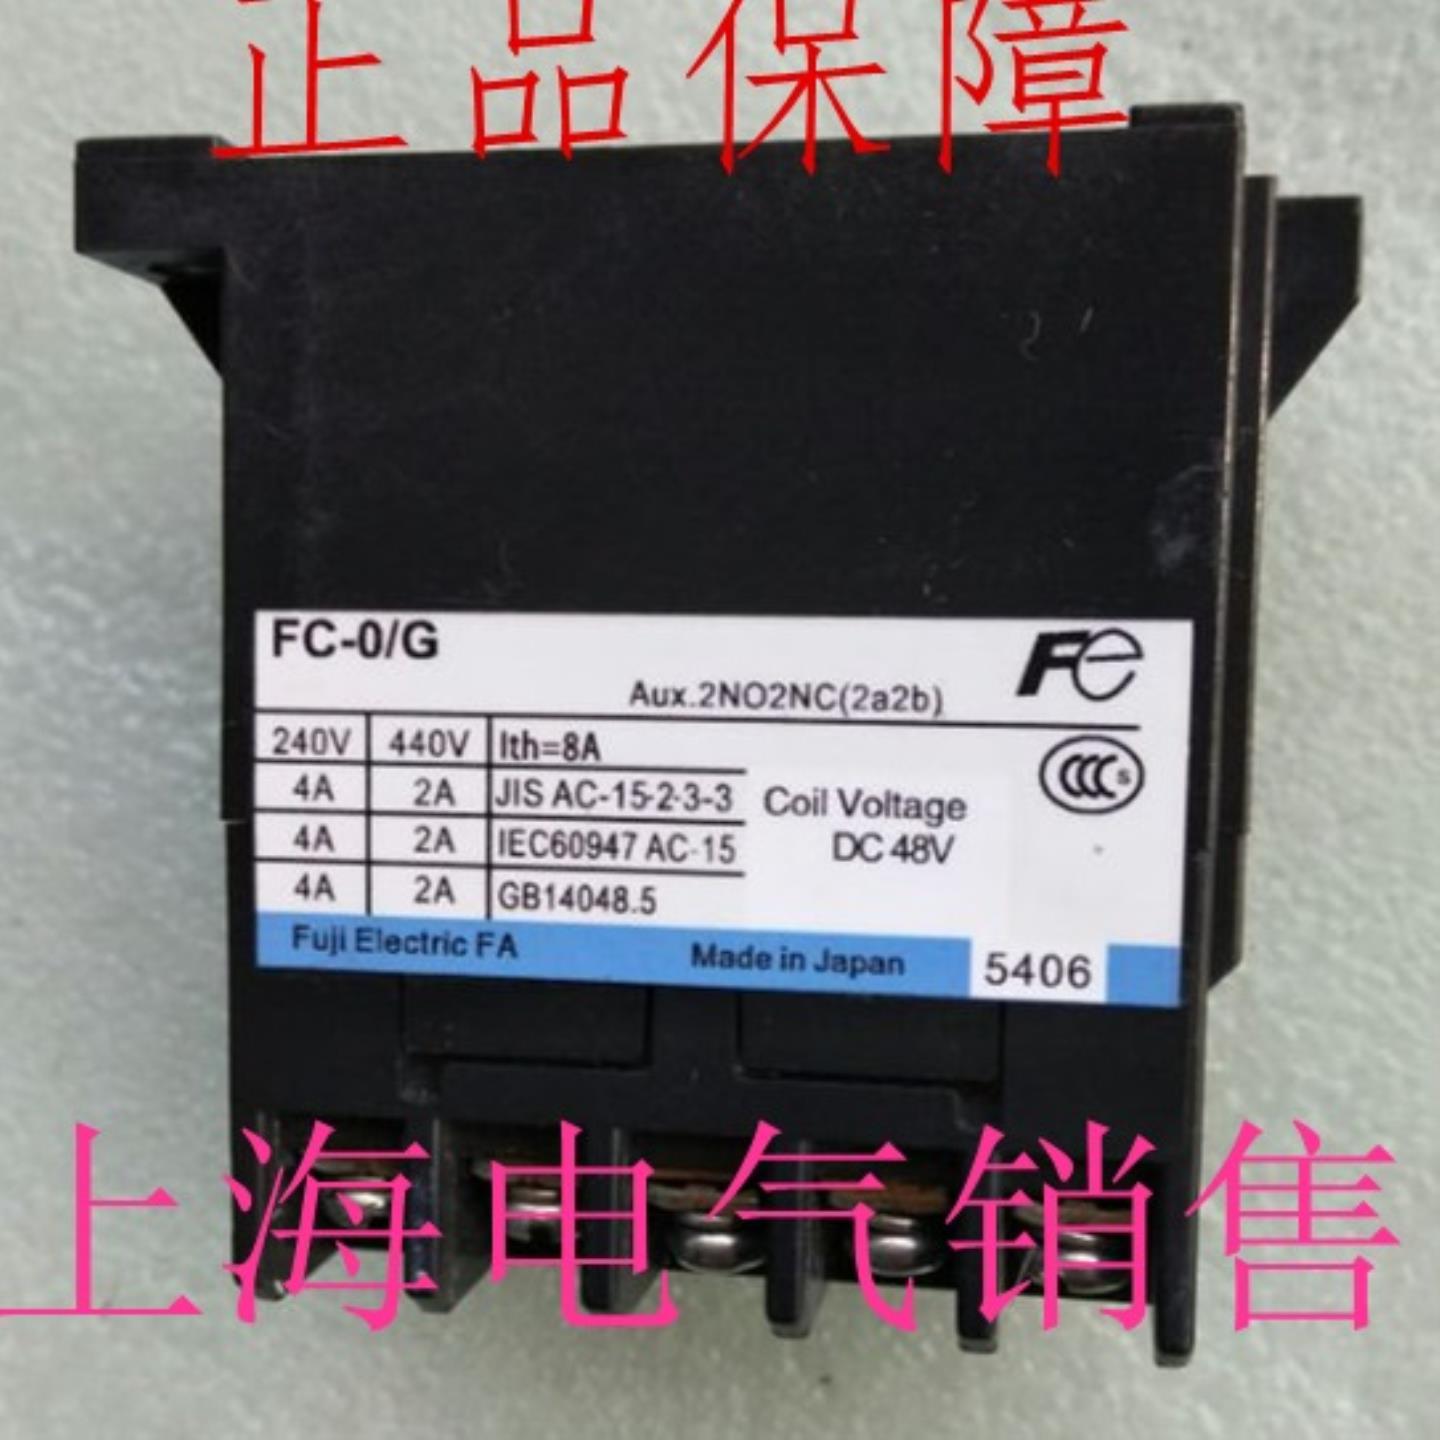 正品保障
FC-0/G
Fe
Aux.2NO2NC(2a2b)
240V 440V Ith=8A
4A 2A JIS AC-15-2-3-3
CCC S
Coil Voltage
4A 2A IEC60947 AC-15
DC 48V
4A 2A GB14048.5
Fuji Electric FA Made in Japan 5406
上海电气销售